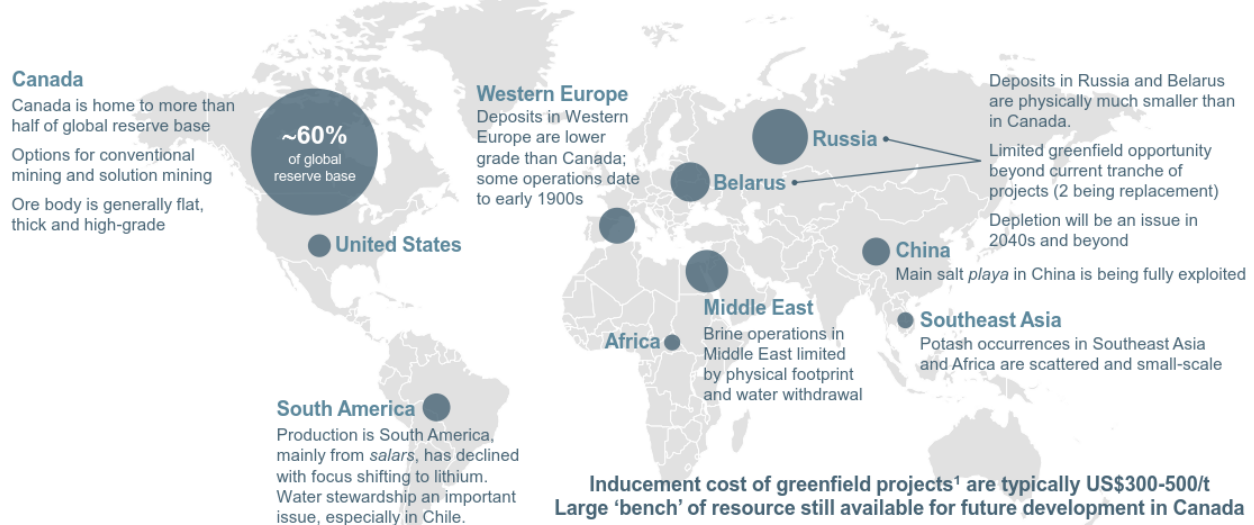 Canada
Canada is home to more than
half of global reserve base
Options for conventional
mining and solution mining
Ore body is generally flat,
thick and high-grade
~60%
of global
reserve base
United States
Western Europe
Deposits in Western
Europe are lower
grade than Canada;
some operations date
to early 1900s
Russia
Belarus
Deposits in Russia and Belarus
are physically much smaller than
in Canada.
Limited greenfield opportunity
beyond current tranche of
projects (2 being replacement)
Depletion will be an issue in
2040s and beyond
China
Main salt playa in China is being fully exploited
Middle East
Brine operations in
Middle East limited
by physical footprint
and water withdrawal
Africa
Southeast Asia
Potash occurrences in Southeast Asia
and Africa are scattered and small-scale
South America
Production is South America,
mainly from salars, has declined
with focus shifting to lithium.
Water stewardship an important
issue, especially in Chile.
Inducement cost of greenfield projects¹ are typically US$300-500/t
Large ‘bench’ of resource still available for future development in Canada